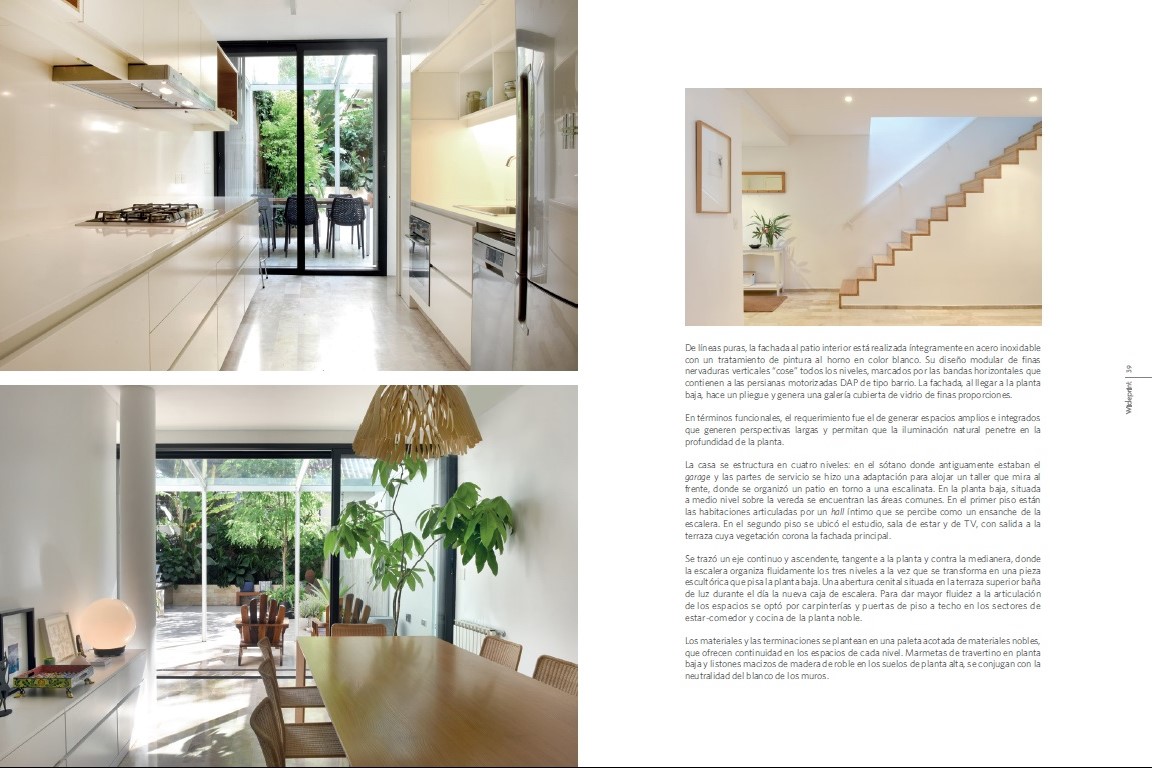 De líneas puras, la fachada al patio interior está realizada íntegramente en acero inoxidable
con un tratamiento de pintura al horno en color blanco. Su diseño modular de finas
nervaduras verticales “cose” todos los niveles, marcados por las bandas horizontales que
contienen a las persianas motorizadas DAP de tipo barrio. La fachada, al llegar a la planta
baja, hace un pliegue y genera una galería cubierta de vidrio de finas proporciones.
En términos funcionales, el requerimiento fue el de generar espacios amplios e integrados
que generen perspectivas largas y permitan que la iluminación natural penetre en la
profundidad de la planta.
La casa se estructura en cuatro niveles: en el sótano donde antiguamente estaban el
garage y las partes de servicio se hizo una adaptación para alojar un taller que mira al
frente, donde se organizó un patio en torno a una escalinata. En la planta baja, situada
a medio nivel sobre la vereda se encuentran las áreas comunes. En el primer piso están
las habitaciones articuladas por un hall íntimo que se percibe como un ensanche de la
escalera. En el segundo piso se ubicó el estudio, sala de estar y de TV, con salida a la
terraza cuya vegetación corona la fachada principal.
Se trazó un eje continuo y ascendente, tangente a la planta y contra la medianera, donde
la escalera organiza fluidamente los tres niveles a la vez que se transforma en una pieza
escultórica que pisa la planta baja. Una abertura cenital situada en la terraza superior baña
de luz durante el día la nueva caja de escalera. Para dar mayor fluidez a la articulación
de los espacios se optó por carpinterías y puertas de piso a techo en los sectores de
estar-comedor y cocina de la planta noble.
Los materiales y las terminaciones se plantean en una paleta acotada de materiales nobles,
que ofrecen continuidad en los espacios de cada nivel. Marmetas de travertino en planta
baja y listones macizos de madera de roble en los suelos de planta alta, se conjugan con la
neutralidad del blanco de los muros.
39